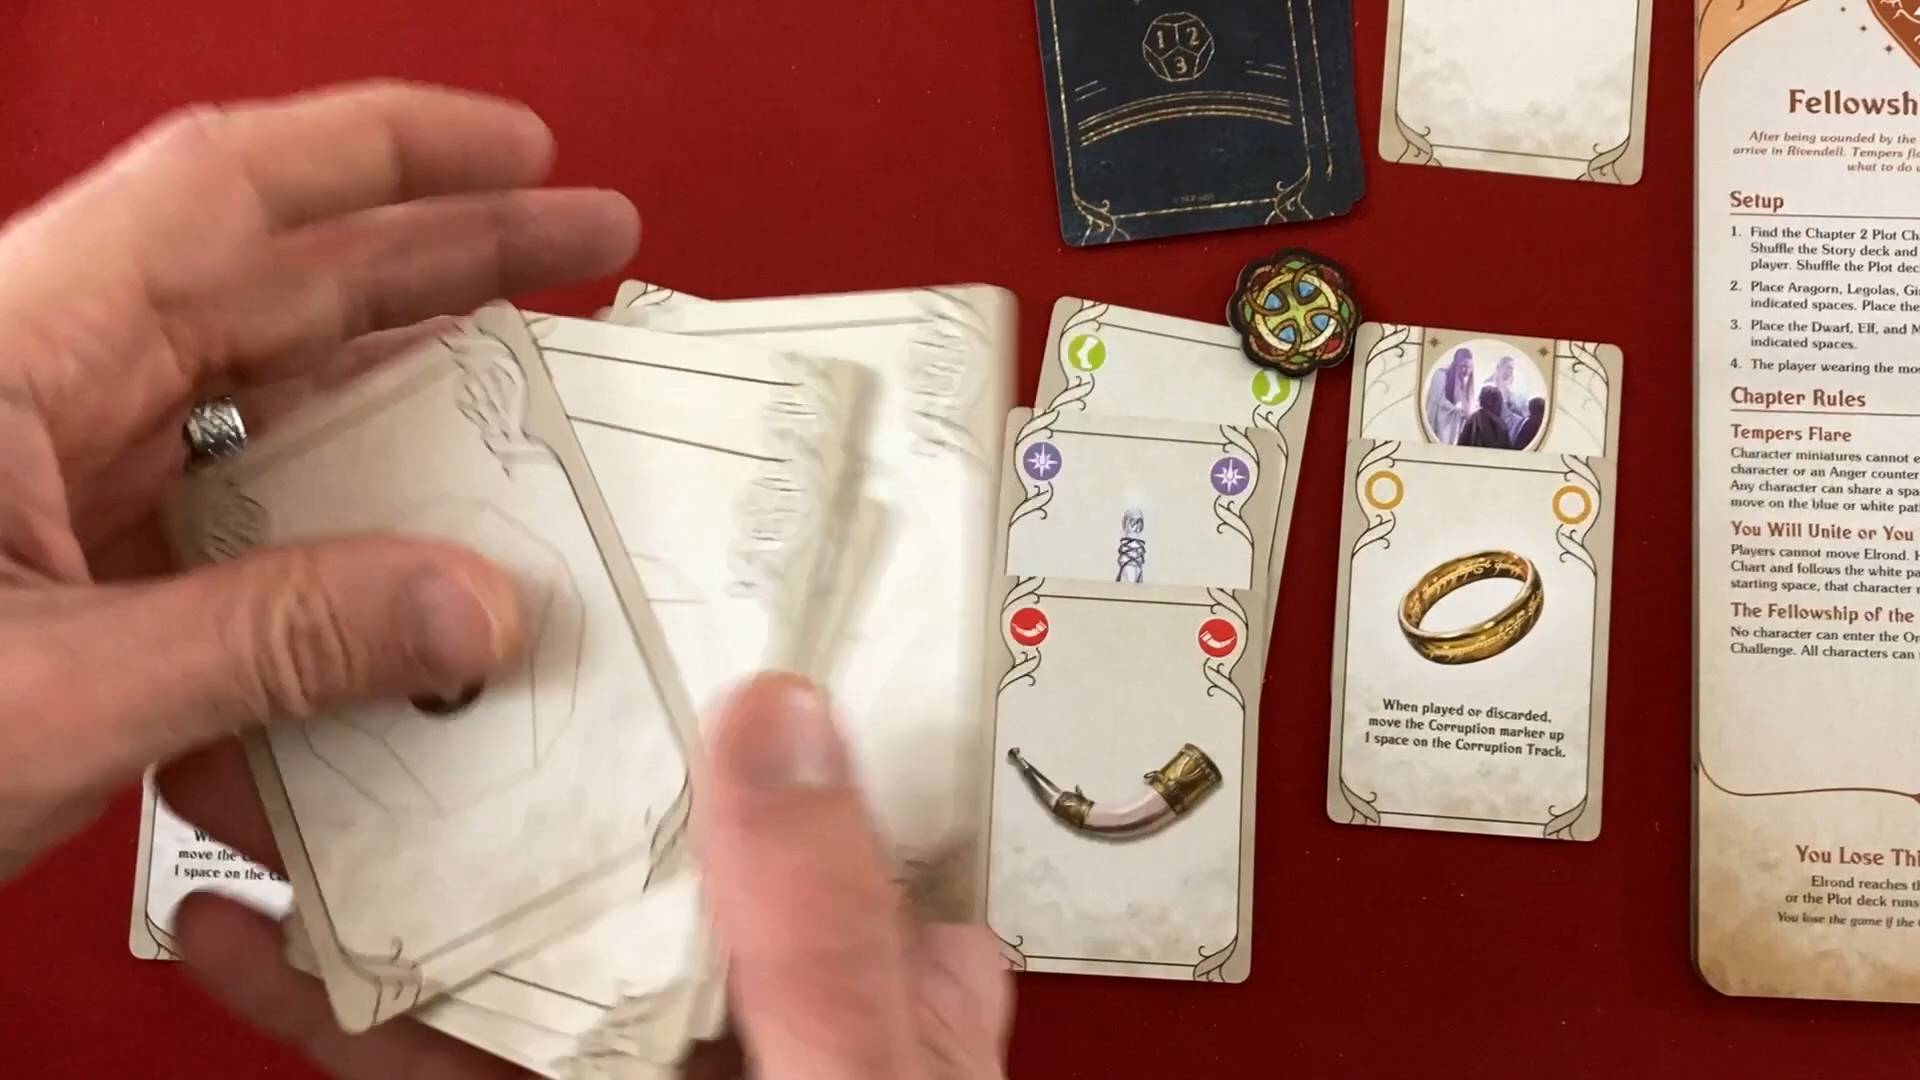 1 2
3
Fellowsh
After being wounded by the
arrive in Rivendell. Tempers fl
what to do
Setup
1. Find the Chapter 2 Plot Ch
Shuffle the Story deck and
player. Shuffle the Plot dec
2. Place Aragorn, Legolas, Gi
indicated spaces. Place the
3. Place the Dwarf, Elf, and M
indicated spaces.
4. The player wearing the mo
Chapter Rules
Tempers Flare
Character miniatures cannot e
character or an Anger counter
Any character can share a spa
move on the blue or white pat
You Will Unite or You
Players cannot move Elrond. H
Chart and follows the white pa
starting space, that character
The Fellowship of the
No character can enter the Or
Challenge. All characters can
You Lose Thi
Elrond reaches th
or the Plot deck runs
You lose the game if the
When played or discarded,
move the Corruption marker up
1 space on the Corruption Track.
move the
1 space on the